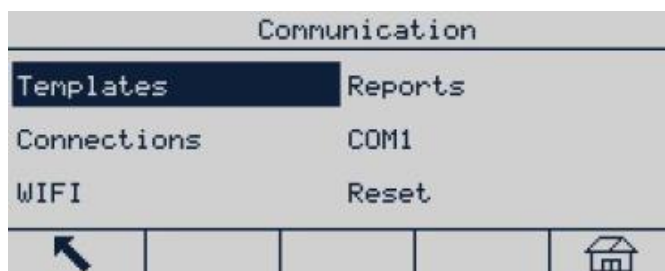 Communication
Templates Reports
Connections COM1
WIFI Reset